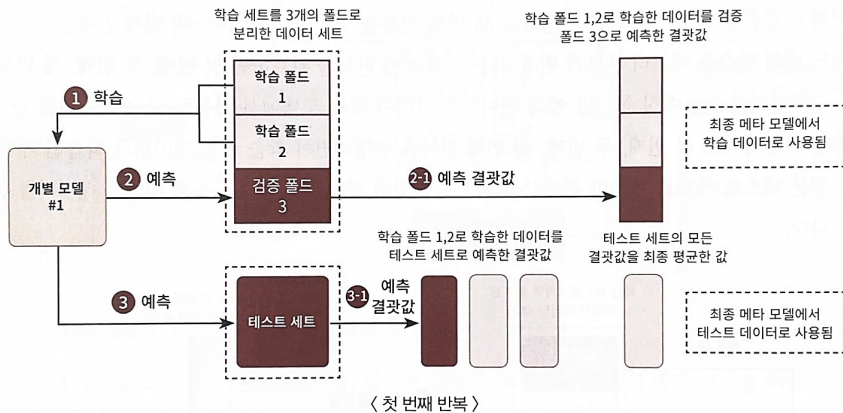 학습 세트를 3개의 폴드로
분리한 데이터 세트
학습 폴드 1,2로 학습한 데이터를 검증
폴드 3으로 예측한 결괏값
1 학습
학습 폴드
1
학습 폴드
2
검증 폴드
3
개별 모델
#1
2 예측
2-1 예측 결괏값
최종 메타 모델에서
학습 데이터로 사용됨
학습 폴드 1,2로 학습한 데이터를
테스트 세트로 예측한 결괏값
테스트 세트의 모든
결괏값을 최종 평균한 값
3 예측
테스트 세트
3-1 예측
결괏값
최종 메타 모델에서
테스트 데이터로 사용됨
〈 첫 번째 반복 〉